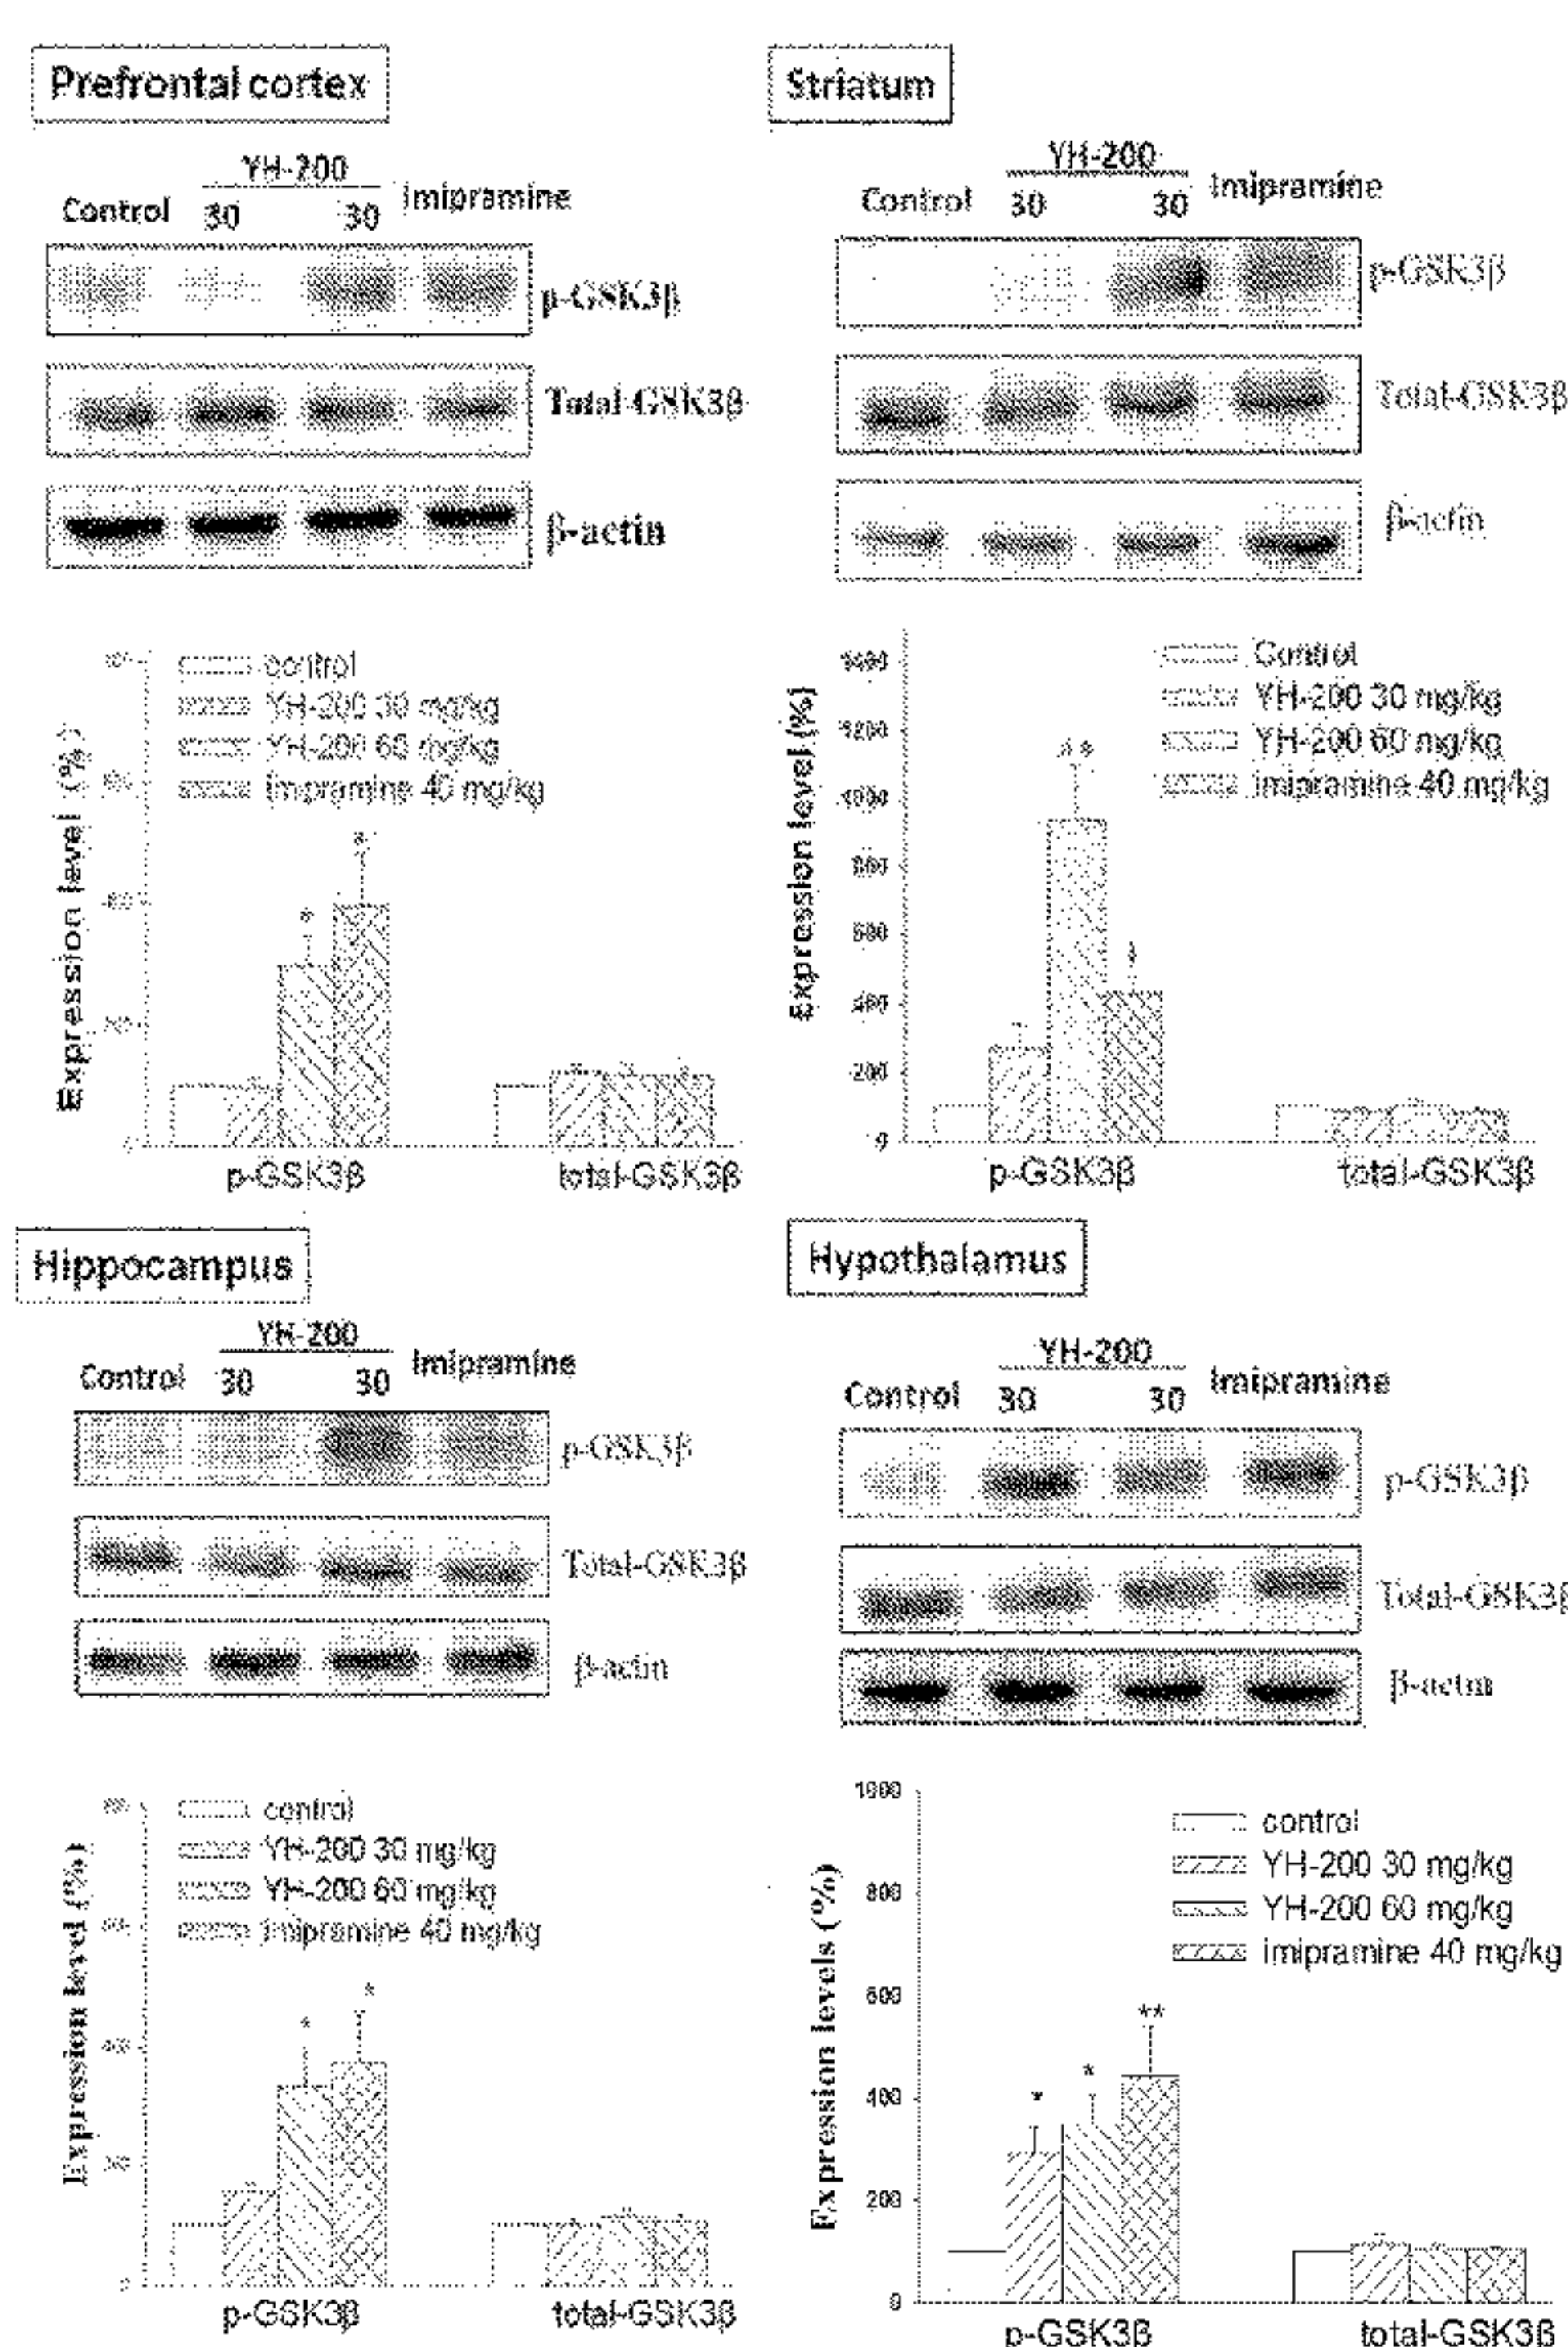 Prefrontal cortex
YH-200
Control 30 30 Imipramine
p-GSK3β
Total-GSK3β
β-actin
Expression level (%)
control
YH-200 30 mg/kg
YH-200 60 mg/kg
imipramine 40 mg/kg
*
*
p-GSK3β total-GSK3β
Striatum
YH-200
Control 30 30 Imipramine
p-GSK3β
Total-GSK3β
β-actin
Expression level (%)
1400
1200
1000
800
600
400
200
0
Control
YH-200 30 mg/kg
YH-200 60 mg/kg
imipramine 40 mg/kg
**
p-GSK3β total-GSK3β
Hippocampus
YH-200
Control 30 30 Imipramine
p-GSK3β
Total-GSK3β
β-actin
Expression level (%)
control
YH-200 30 mg/kg
YH-200 60 mg/kg
imipramine 40 mg/kg
*
*
p-GSK3β total-GSK3β
Hypothalamus
YH-200
Control 30 30 Imipramine
p-GSK3β
Total-GSK3β
β-actin
Expression levels (%)
1000
800
600
400
200
0
control
YH-200 30 mg/kg
YH-200 60 mg/kg
imipramine 40 mg/kg
*
*
**
p-GSK3β total-GSK3β